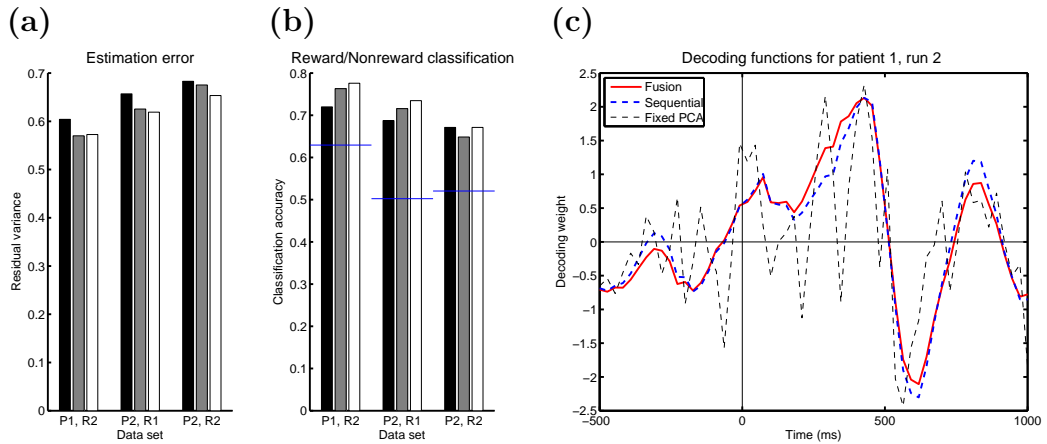 (a)
Estimation error
Residual variance
0.7
0.6
0.5
0.4
0.3
0.2
0.1
0
P1, R2
P2, R1
P2, R2
Data set
(b)
Reward/Nonreward classification
Classification accuracy
0.8
0.7
0.6
0.5
0.4
0.3
0.2
0.1
0
P1, R2
P2, R1
P2, R2
Data set
(c)
Decoding functions for patient 1, run 2
Decoding weight
2.5
2
1.5
1
0.5
0
−0.5
−1
−1.5
−2
−2.5
Fusion
Sequential
Fixed PCA
−500
0
500
1000
Time (ms)